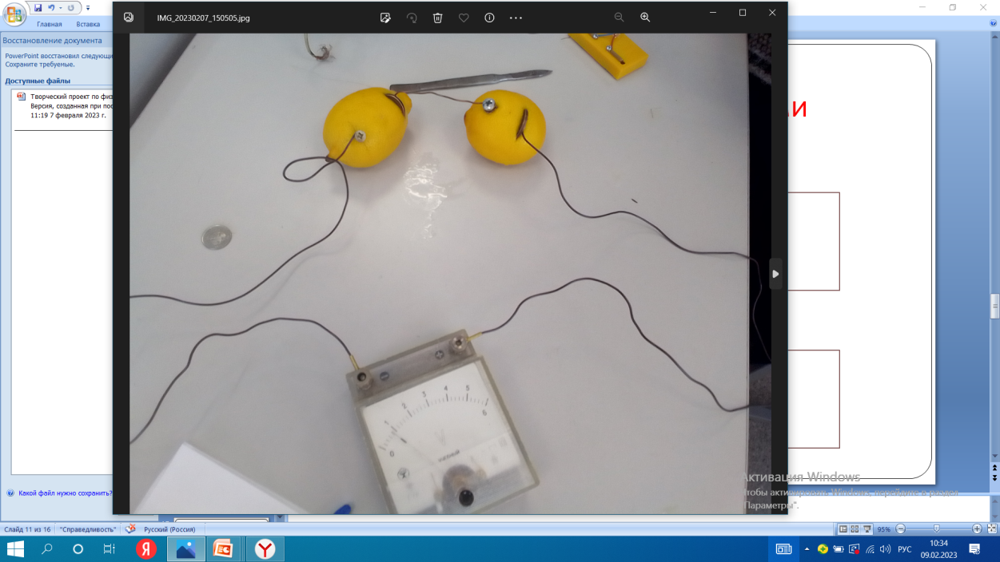 IMG_20230207_150505.jpg
Главная Вставка
Восстановление документа
PowerPoint восстановил следующи
Сохраните требуемые.
Доступные файлы
Творческий проект по физ
Версия, созданная при пос
11:19 7 февраля 2023 г.
и
0 1 2 3 4 5 6
V
Какой файл нужно сохранить?
Активация Windows
Чтобы активировать Windows, перейдите в раздел
"Параметры".
Слайд 11 из 16 "Справедливость" Русский (Россия) 95%
Я Y РУС
10:34
09.02.2023